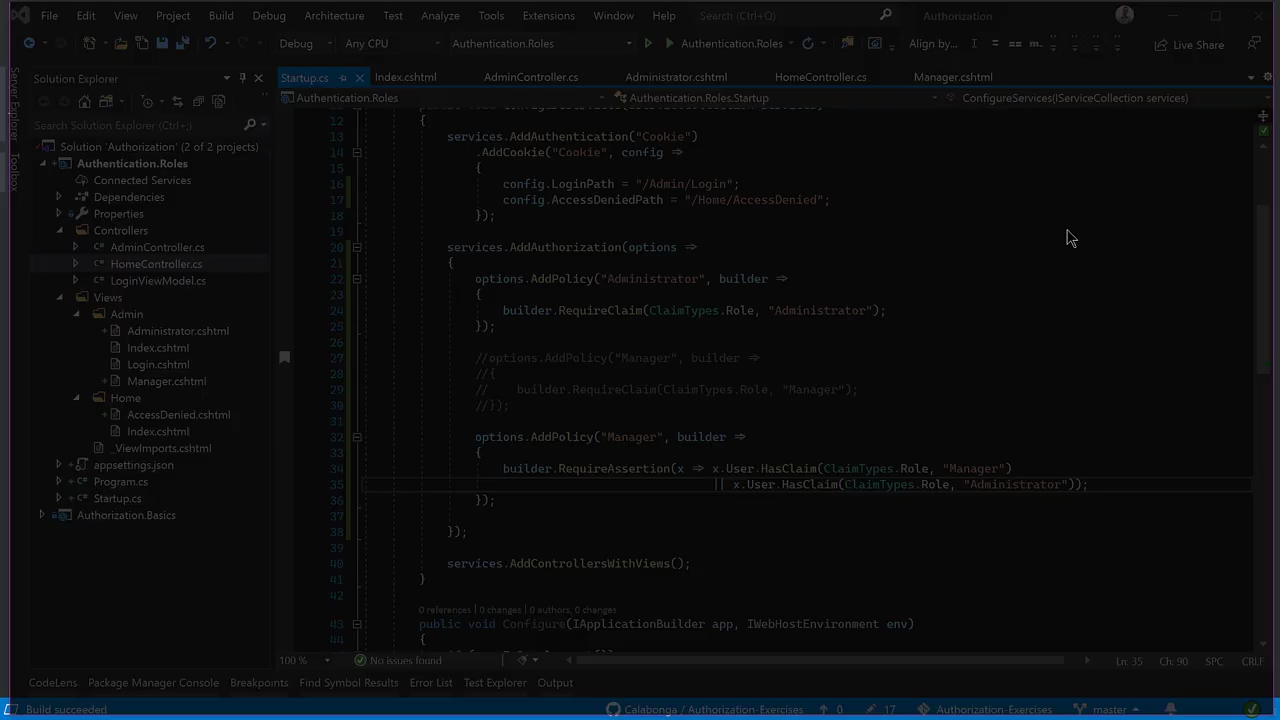 File Edit View Project Build Debug Architecture Test Analyze Tools Extensions Window Help Search (Ctrl+Q) Authorization
Debug Any CPU Authentication.Roles Authentication.Roles Align by... Live Share
Server Explorer
Toolbox
Solution Explorer
Search Solution Explorer (Ctrl+;)
Solution 'Authorization' (2 of 2 projects)
Authentication.Roles
Connected Services
Dependencies
Properties
Controllers
C# AdminController.cs
C# HomeController.cs
C# LoginViewModel.cs
Views
Admin
Administrator.cshtml
Index.cshtml
Login.cshtml
Manager.cshtml
Home
AccessDenied.cshtml
Index.cshtml
_ViewImports.cshtml
appsettings.json
C# Program.cs
C# Startup.cs
Authorization.Basics
Startup.cs Index.cshtml AdminController.cs Administrator.cshtml HomeController.cs Manager.cshtml
Authentication.Roles Authentication.Roles.Startup ConfigureServices(IServiceCollection services)
12 {
13 services.AddAuthentication("Cookie")
14 .AddCookie("Cookie", config =>
15 {
16 config.LoginPath = "/Admin/Login";
17 config.AccessDeniedPath = "/Home/AccessDenied";
18 });
19
20 services.AddAuthorization(options =>
21 {
22 options.AddPolicy("Administrator", builder =>
23 {
24 builder.RequireClaim(ClaimTypes.Role, "Administrator");
25 });
26
27 //options.AddPolicy("Manager", builder =>
28 //{
29 // builder.RequireClaim(ClaimTypes.Role, "Manager");
30 //});
31
32 options.AddPolicy("Manager", builder =>
33 {
34 builder.RequireAssertion(x => x.User.HasClaim(ClaimTypes.Role, "Manager")
35 || x.User.HasClaim(ClaimTypes.Role, "Administrator"));
36 });
37
38 });
39
40 services.AddControllersWithViews();
41 }
42
0 references | 0 changes | 0 authors, 0 changes
43 public void Configure(IApplicationBuilder app, IWebHostEnvironment env)
44 {
100 % No issues found Ln: 35 Ch: 90 SPC CRLF
CodeLens Package Manager Console Breakpoints Find Symbol Results Error List Test Explorer Output
Build succeeded Calabonga / Authorization-Exercises 0 17 Authorization-Exercises master